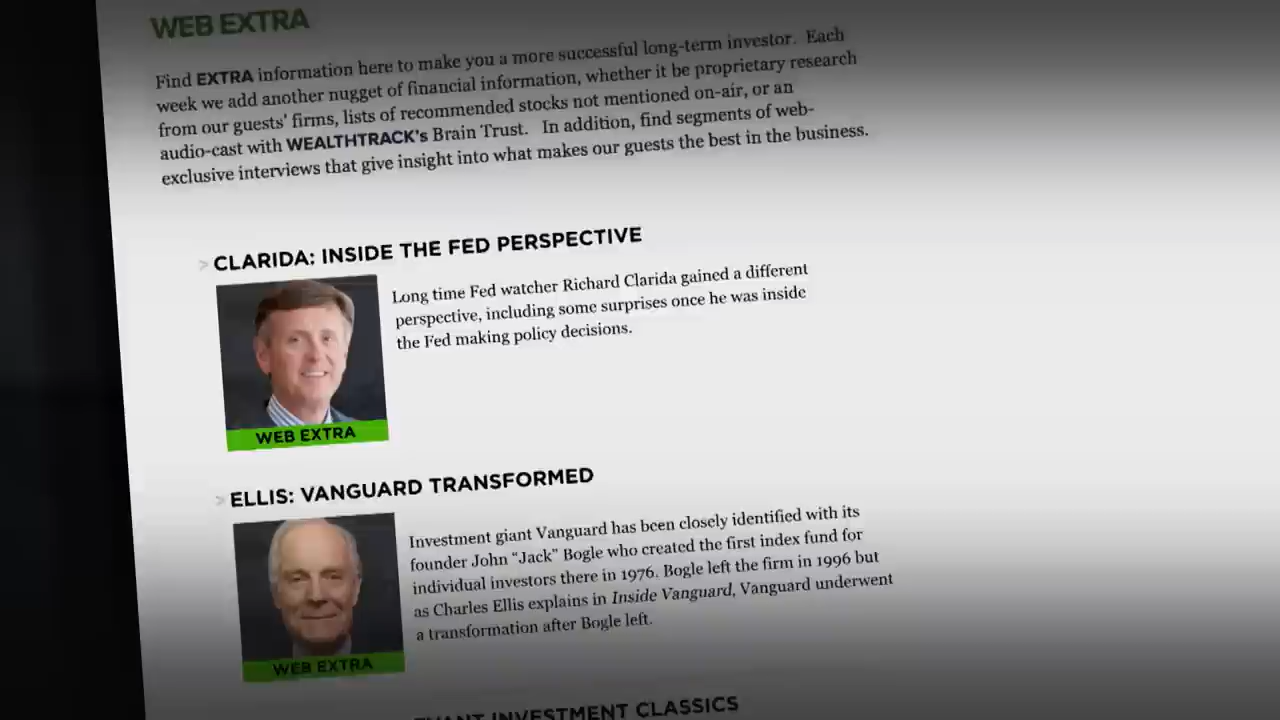 WEB EXTRA
Find EXTRA information here to make you a more successful long-term investor. Each
week we add another nugget of financial information, whether it be proprietary research
from our guests' firms, lists of recommended stocks not mentioned on-air, or an
audio-cast with WEALTHTRACK's Brain Trust. In addition, find segments of web-
exclusive interviews that give insight into what makes our guests the best in the business.
> CLARIDA: INSIDE THE FED PERSPECTIVE
Long time Fed watcher Richard Clarida gained a different
perspective, including some surprises once he was inside
the Fed making policy decisions.
WEB EXTRA
> ELLIS: VANGUARD TRANSFORMED
Investment giant Vanguard has been closely identified with its
founder John “Jack” Bogle who created the first index fund for
individual investors there in 1976. Bogle left the firm in 1996 but
as Charles Ellis explains in Inside Vanguard, Vanguard underwent
a transformation after Bogle left.
WEB EXTRA
INVESTMENT CLASSICS